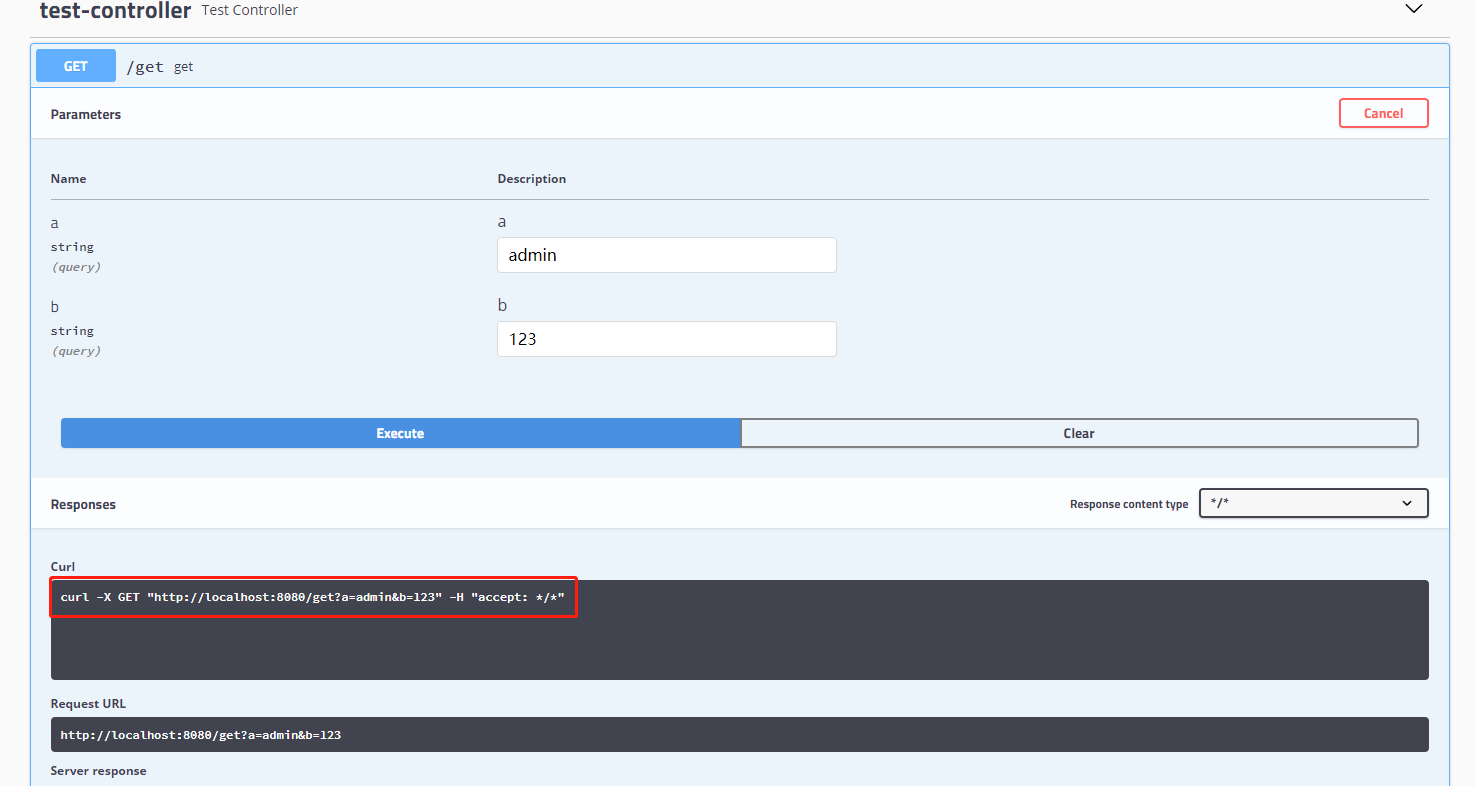 test-controller Test Controller
GET /get get
Parameters Cancel
Name Description
a a
string admin
(query)
b b
string 123
(query)
Execute Clear
Responses Response content type */*
Curl
curl -X GET "http://localhost:8080/get?a=admin&b=123" -H "accept: */*"
Request URL
http://localhost:8080/get?a=admin&b=123
Server response